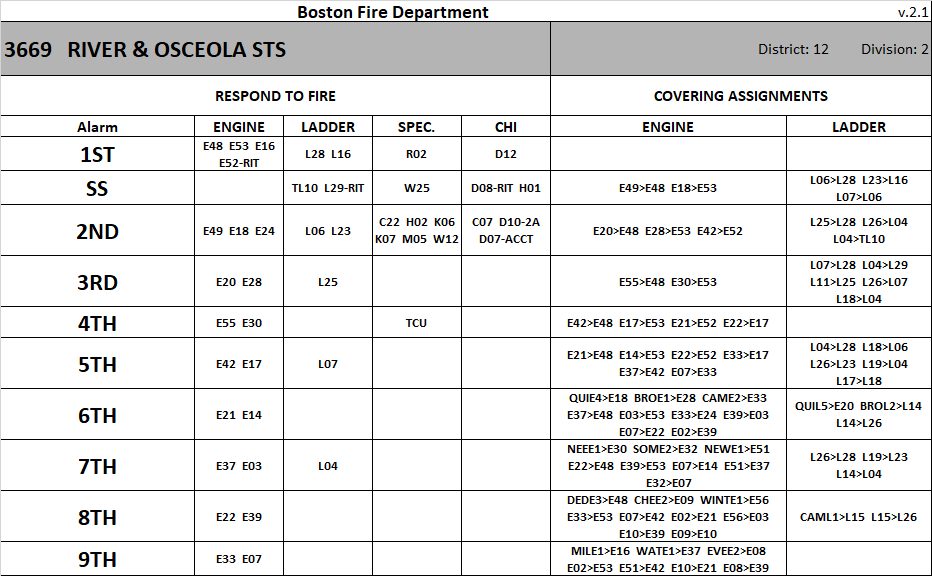 Boston Fire Department v.2.1
3669 RIVER & OSCEOLA STS District: 12 Division: 2
RESPOND TO FIRE COVERING ASSIGNMENTS
Alarm ENGINE LADDER SPEC. CHI ENGINE LADDER
1ST
E48 E53 E16
E52-RIT
L28 L16
R02
D12
SS
TL10 L29-RIT
W25
D08-RIT H01
E49>E48 E18>E53
L06>L28 L23>L16
L07>L06
2ND
E49 E18 E24
L06 L23
C22 H02 K06
K07 M05 W12
C07 D10-2A
D07-ACCT
E20>E48 E28>E53 E42>E52
L25>L28 L26>L04
L04>TL10
3RD
E20 E28
L25
E55>E48 E30>E53
L07>L28 L04>L29
L11>L25 L26>L07
L18>L04
4TH
E55 E30
TCU
E42>E48 E17>E53 E21>E52 E22>E17
5TH
E42 E17
L07
E21>E48 E14>E53 E22>E52 E33>E17
E37>E42 E07>E33
L04>L28 L18>L06
L26>L23 L19>L04
L17>L18
6TH
E21 E14
QUIE4>E18 BROE1>E28 CAME2>E33
E37>E48 E03>E53 E33>E24 E39>E03
E07>E22 E02>E39
QUIL5>E20 BROL2>L14
L14>L26
7TH
E37 E03
L04
NEEE1>E30 SOME2>E32 NEWE1>E51
E22>E48 E39>E53 E07>E14 E51>E37
E32>E07
L26>L28 L19>L23
L14>L04
8TH
E22 E39
DEDE3>E48 CHEE2>E09 WINTE1>E56
E33>E53 E07>E42 E02>E21 E56>E03
E10>E39 E09>E10
CAML1>L15 L15>L26
9TH
E33 E07
MILE1>E16 WATE1>E37 EVEE2>E08
E02>E53 E51>E42 E10>E21 E08>E39